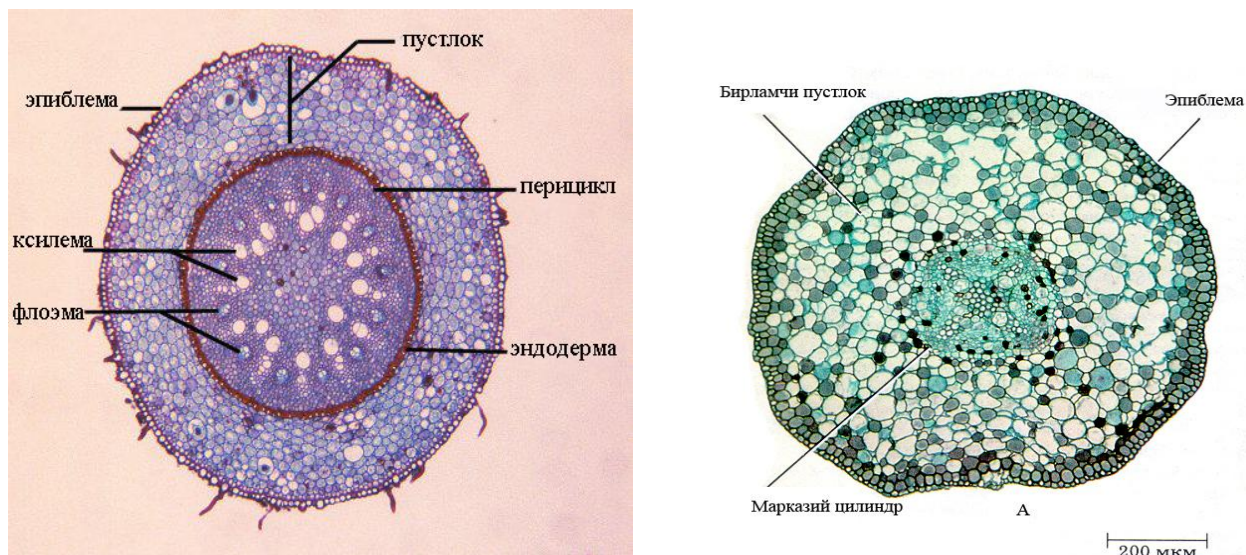 пустлок
эпиблема
перицикл
ксилема
флоэма
эндодерма
Бирламчи пустлок
Эпиблема
Марказий цилиндр
А
200 мкм